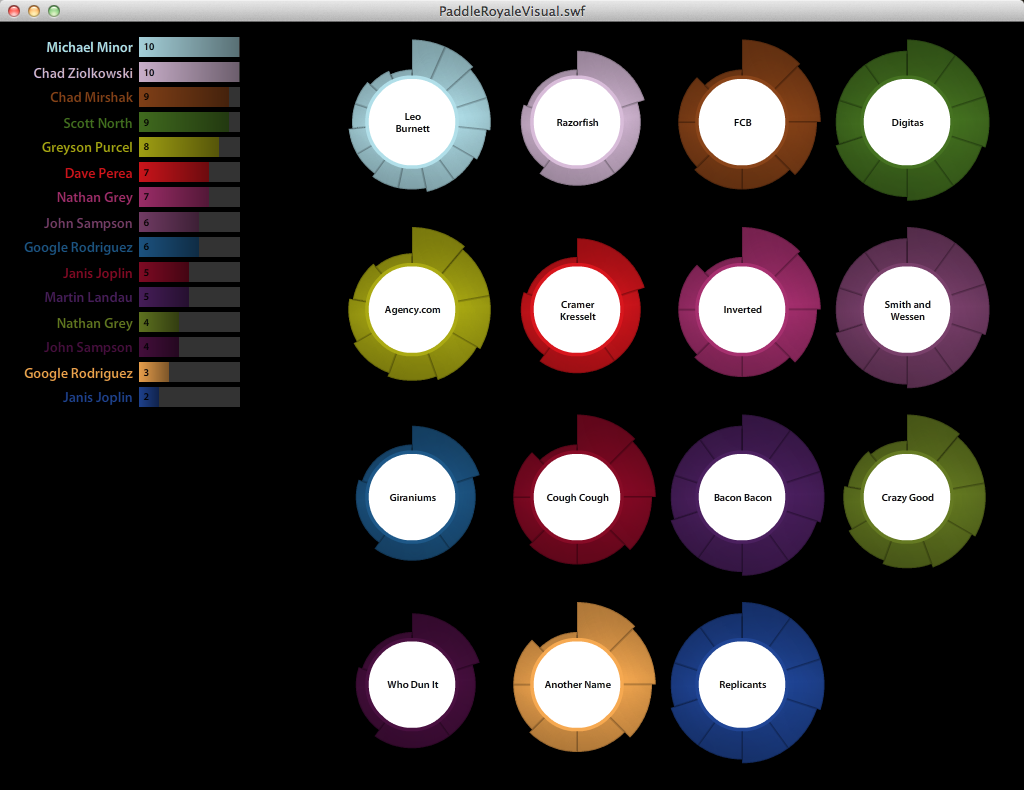 PaddleRoyaleVisual.swf
Michael Minor 10
Chad Ziolkowski 10
Chad Mirshak 9
Scott North 9
Greyson Purcel 8
Dave Perea 7
Nathan Grey 7
John Sampson 6
Google Rodriguez 6
Janis Joplin 5
Martin Landau 5
Nathan Grey 4
John Sampson 4
Google Rodriguez 3
Janis Joplin 2
Leo
Burnett
Razorfish
FCB
Digitas
Agency.com
Cramer
Kresselt
Inverted
Smith and
Wessen
Giraniums
Cough Cough
Bacon Bacon
Crazy Good
Who Dun It
Another Name
Replicants